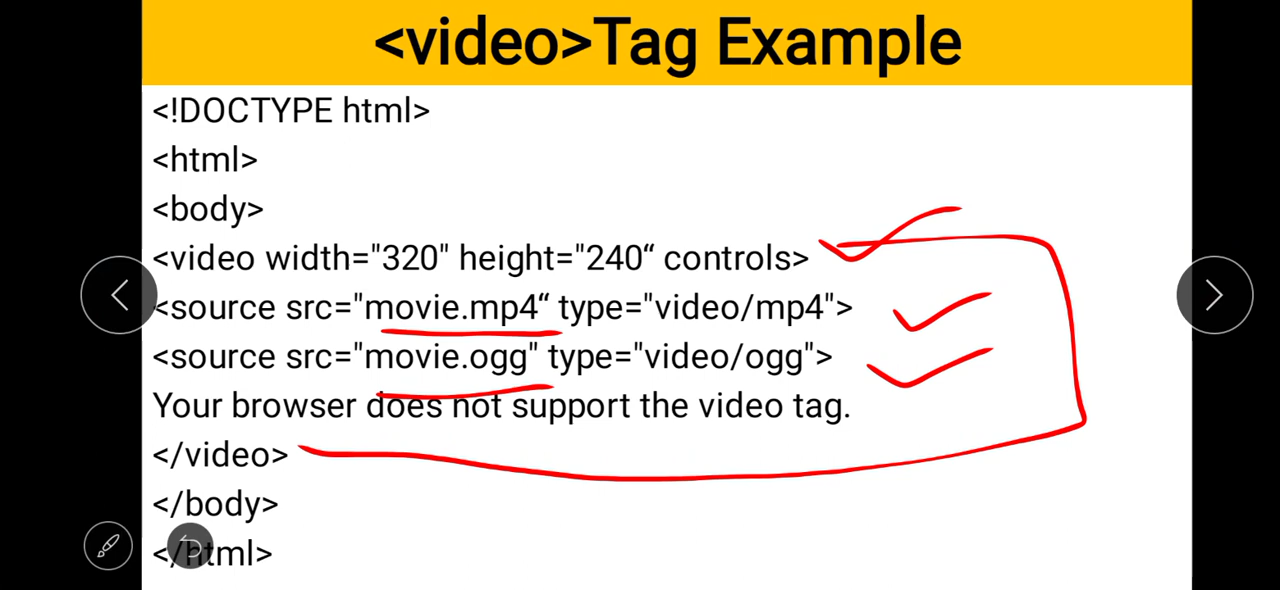 <video>Tag Example
<!DOCTYPE html>
<html>
<body>
<video width="320" height="240“ controls>
<source src="movie.mp4“ type="video/mp4">
<source src="movie.ogg" type="video/ogg">
Your browser does not support the video tag.
</video>
</body>
</html>